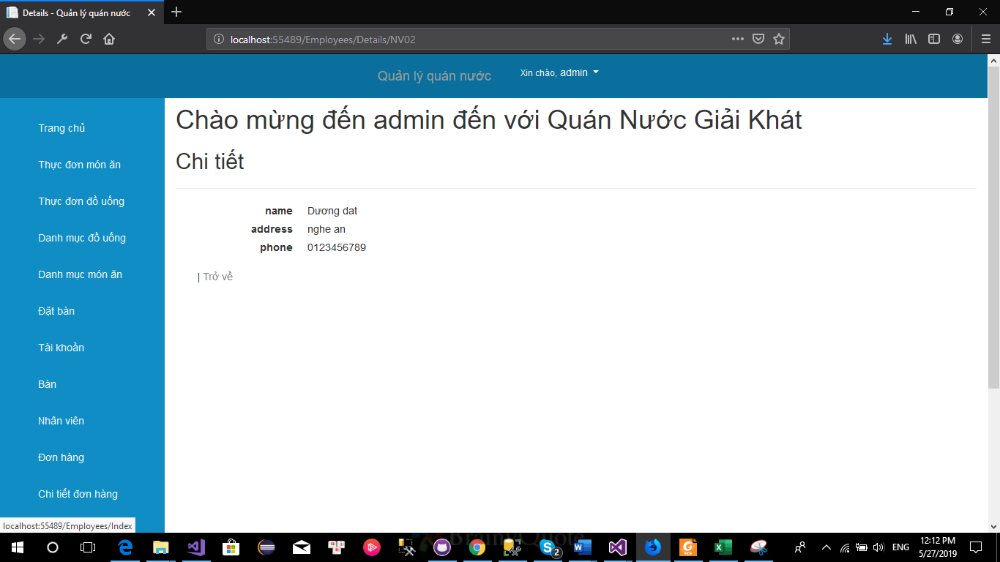 Details - Quản lý quán nước
localhost:55489/Employees/Details/NV02
Quản lý quán nước
Xin chào, admin
Trang chủ
Thực đơn món ăn
Thực đơn đồ uống
Danh mục đồ uống
Danh mục món ăn
Đặt bàn
Tài khoản
Bàn
Nhân viên
Đơn hàng
Chi tiết đơn hàng
Chào mừng đến admin đến với Quán Nước Giải Khát
Chi tiết
name Dương dat
address nghe an
phone 0123456789
| Trở về
localhost:55489/Employees/Index
2
PDF
ENG
12:12 PM
5/27/2019